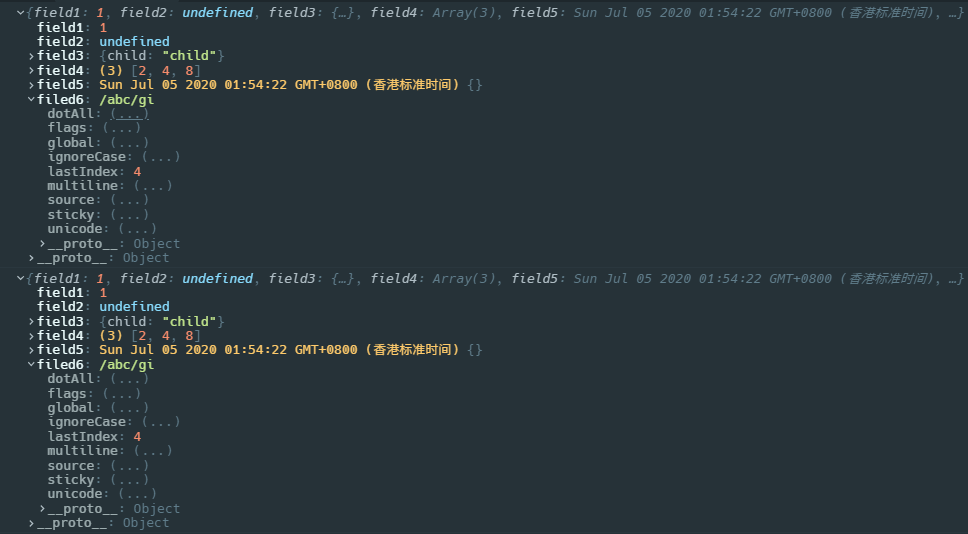 {field1: 1, field2: undefined, field3: {…}, field4: Array(3), field5: Sun Jul 05 2020 01:54:22 GMT+0800 (香港标准时间), …}
field1: 1
field2: undefined
field3: {child: "child"}
field4: (3) [2, 4, 8]
field5: Sun Jul 05 2020 01:54:22 GMT+0800 (香港标准时间) {}
filed6: /abc/gi
dotAll: (...)
flags: (...)
global: (...)
ignoreCase: (...)
lastIndex: 4
multiline: (...)
source: (...)
sticky: (...)
unicode: (...)
__proto__: Object
__proto__: Object
{field1: 1, field2: undefined, field3: {…}, field4: Array(3), field5: Sun Jul 05 2020 01:54:22 GMT+0800 (香港标准时间), …}
field1: 1
field2: undefined
field3: {child: "child"}
field4: (3) [2, 4, 8]
field5: Sun Jul 05 2020 01:54:22 GMT+0800 (香港标准时间) {}
filed6: /abc/gi
dotAll: (...)
flags: (...)
global: (...)
ignoreCase: (...)
lastIndex: 4
multiline: (...)
source: (...)
sticky: (...)
unicode: (...)
__proto__: Object
__proto__: Object